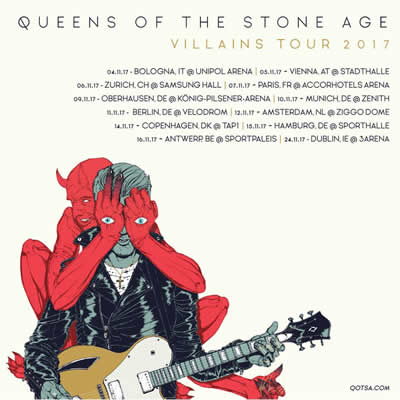 QUEENS OF THE STONE AGE
VILLAINS TOUR 2017
04.11.17 - BOLOGNA, IT @ UNIPOL ARENA | 05.11.17 - VIENNA, AT @ STADTHALLE
06.11.17 - ZURICH, CH @ SAMSUNG HALL | 07.11.17 - PARIS, FR @ ACCORHOTELS ARENA
09.11.17 - OBERHAUSEN, DE @ KÖNIG-PILSENER-ARENA | 10.11.17 - MUNICH, DE @ ZENITH
11.11.17 - BERLIN, DE @ VELODROM | 12.11.17 - AMSTERDAM, NL @ ZIGGO DOME
14.11.17 - COPENHAGEN, DK @ TAP1 | 15.11.17 - HAMBURG, DE @ SPORTHALLE
16.11.17 - ANTWERP, BE @ SPORTPALEIS | 24.11.17 - DUBLIN, IE @ 3ARENA
QOTSA.COM